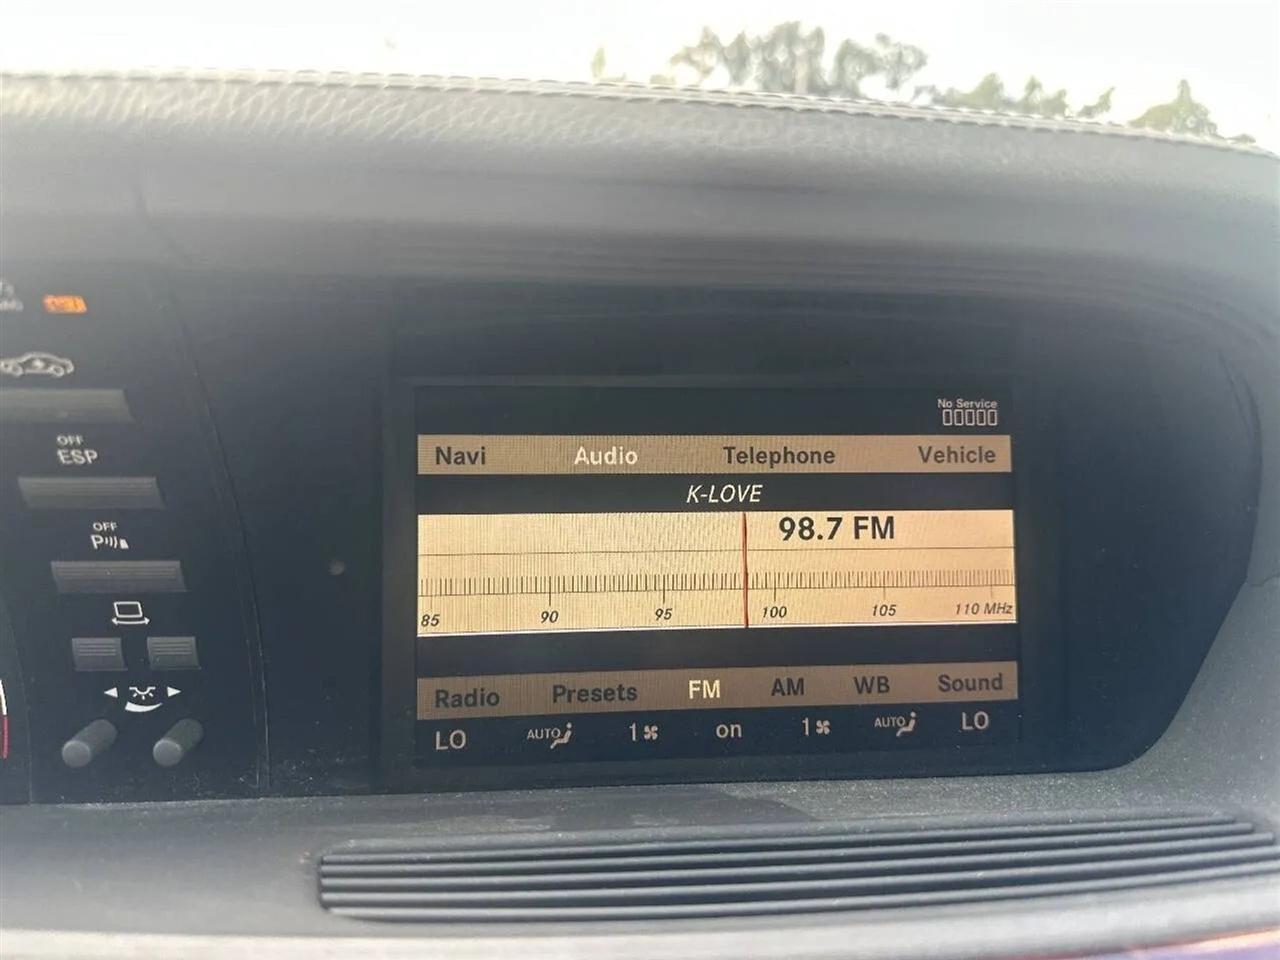 No Service
Navi Audio Telephone Vehicle
K-LOVE
98.7 FM
85 90 95 100 105 110 MHz
Radio Presets FM AM WB Sound
LO AUTO 1 on 1 AUTO LO
OFF
ESP
OFF
P